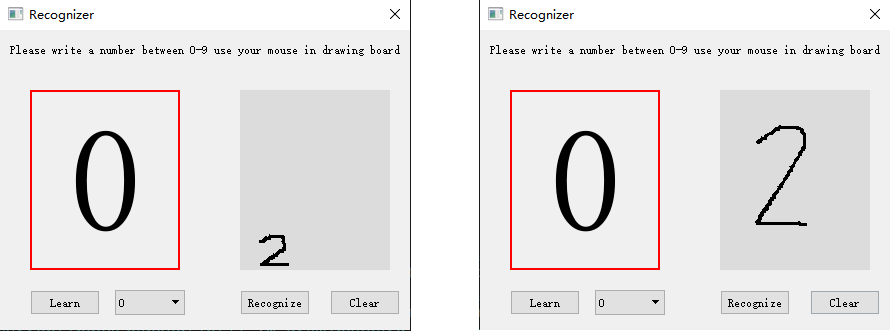 Recognizer
Please write a number between 0-9 use your mouse in drawing board
0
2
Learn
0
Recognize
Clear
Recognizer
Please write a number between 0-9 use your mouse in drawing board
0
2
Learn
0
Recognize
Clear